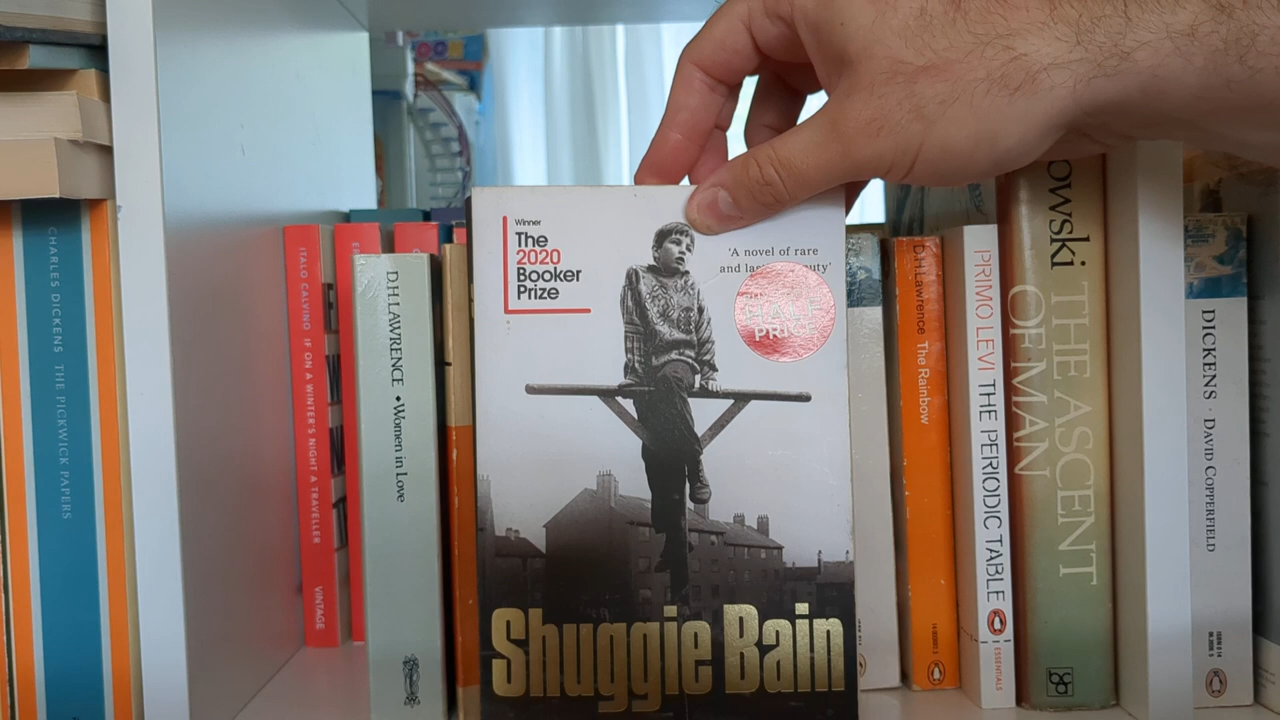 CHARLES DICKENS THE PICKWICK PAPERS
ITALO CALVINO IF ON A WINTER'S NIGHT A TRAVELLER
VINTAGE
D.H.LAWRENCE ◆ Women in Love
Winner
The
2020
Booker
Prize
'A novel of rare
and
HALF
PRICE
Shuggie Bain
D.H.Lawrence The Rainbow
PRIMO LEVI THE PERIODIC TABLE
ESSENTIALS
owski THE ASCENT
OF MAN
DICKENS · DAVID COPPERFIELD